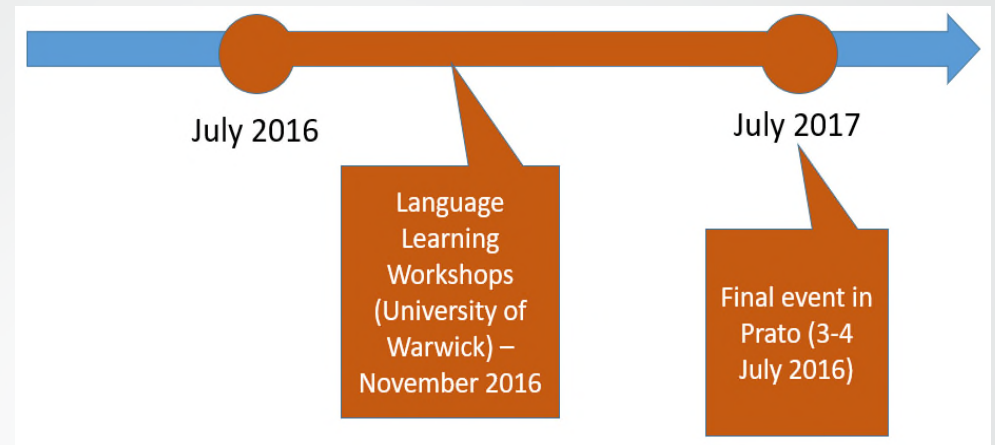 July 2016
July 2017
Language
Learning
Workshops
(University of
Warwick) –
November 2016
Final event in
Prato (3-4
July 2016)